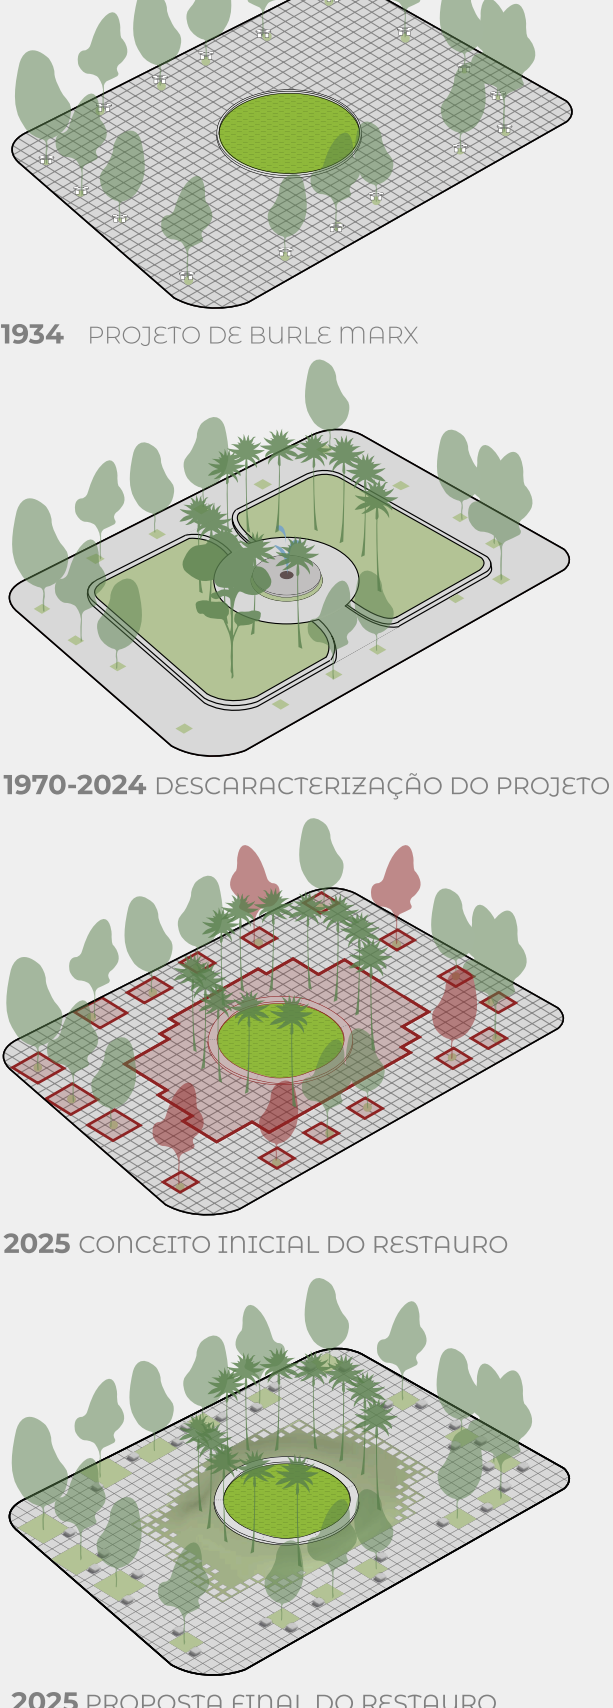 1934 PROJETO DE BURLE MARX
1970-2024 DESCARACTERIZAÇÃO DO PROJETO
2025 CONCEITO INICIAL DO RESTAURO
2025 PROPOSTA FINAL DO RESTAURO